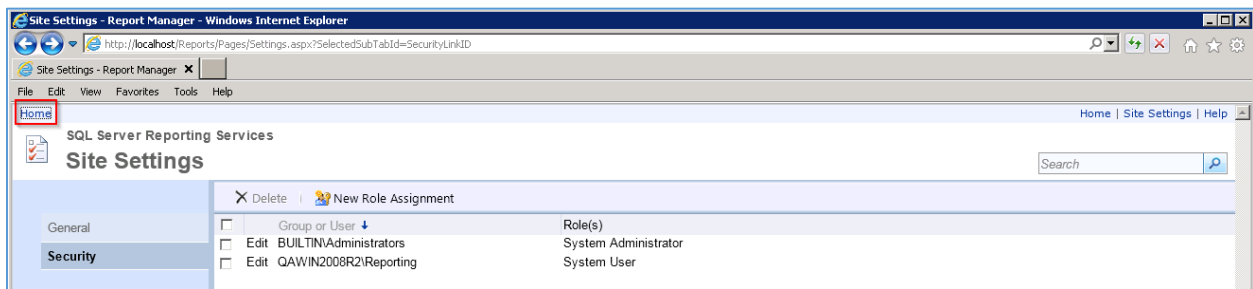 Site Settings - Report Manager - Windows Internet Explorer
http://localhost/Reports/Pages/Settings.aspx?SelectedSubTabId=SecurityLinkID
Site Settings - Report Manager
File Edit View Favorites Tools Help
Home Home | Site Settings | Help
SQL Server Reporting Services
Site Settings
Search
Delete New Role Assignment
General
Group or User Role(s)
Edit BUILTIN\Administrators System Administrator
Security
Edit QAWIN2008R2\Reporting System User